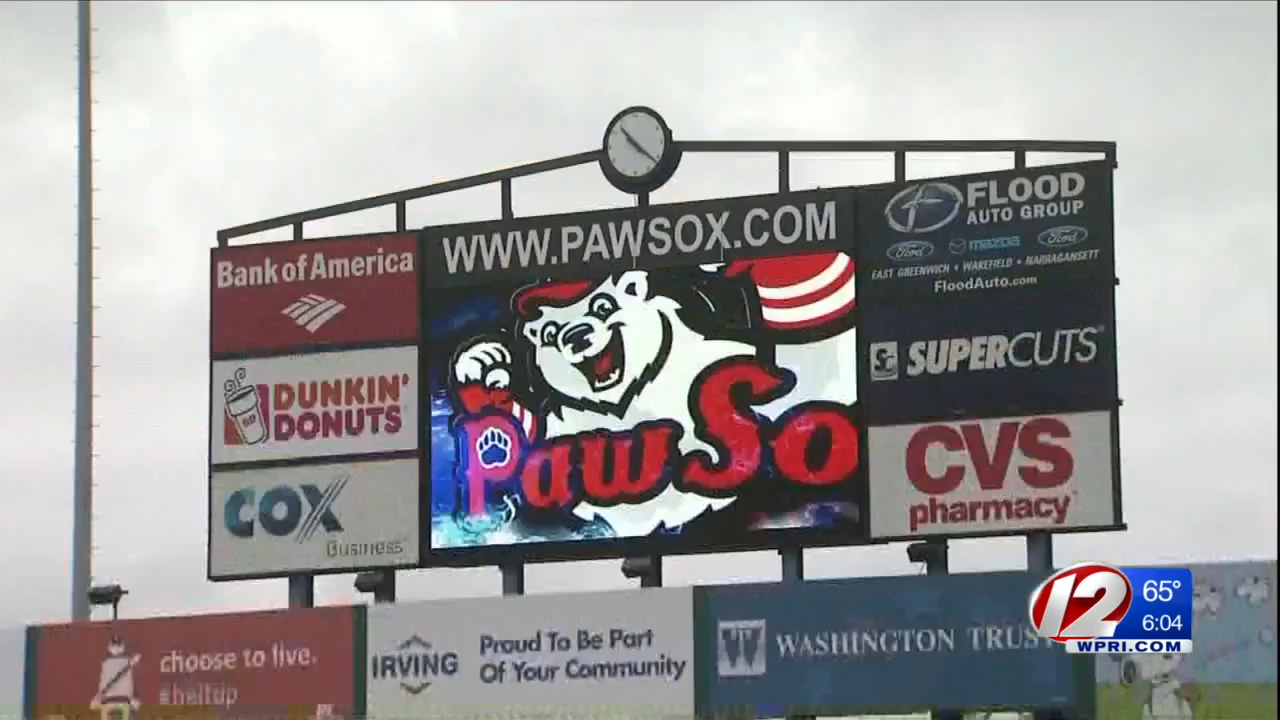 WWW.PAWSOX.COM
Bank of America
DUNKIN'
DONUTS
COX
Business
PawSo
FLOOD
AUTO GROUP
Ford
mazda
Ford
EAST GREENWICH • WAKEFIELD • NARRAGANSETT
FloodAuto.com
SUPERCUTS
CVS
pharmacy
choose to live.
#beltup
IRVING
Proud To Be Part
Of Your Community
W
WASHINGTON TRUS
12
65°
6:04
WPRI.COM